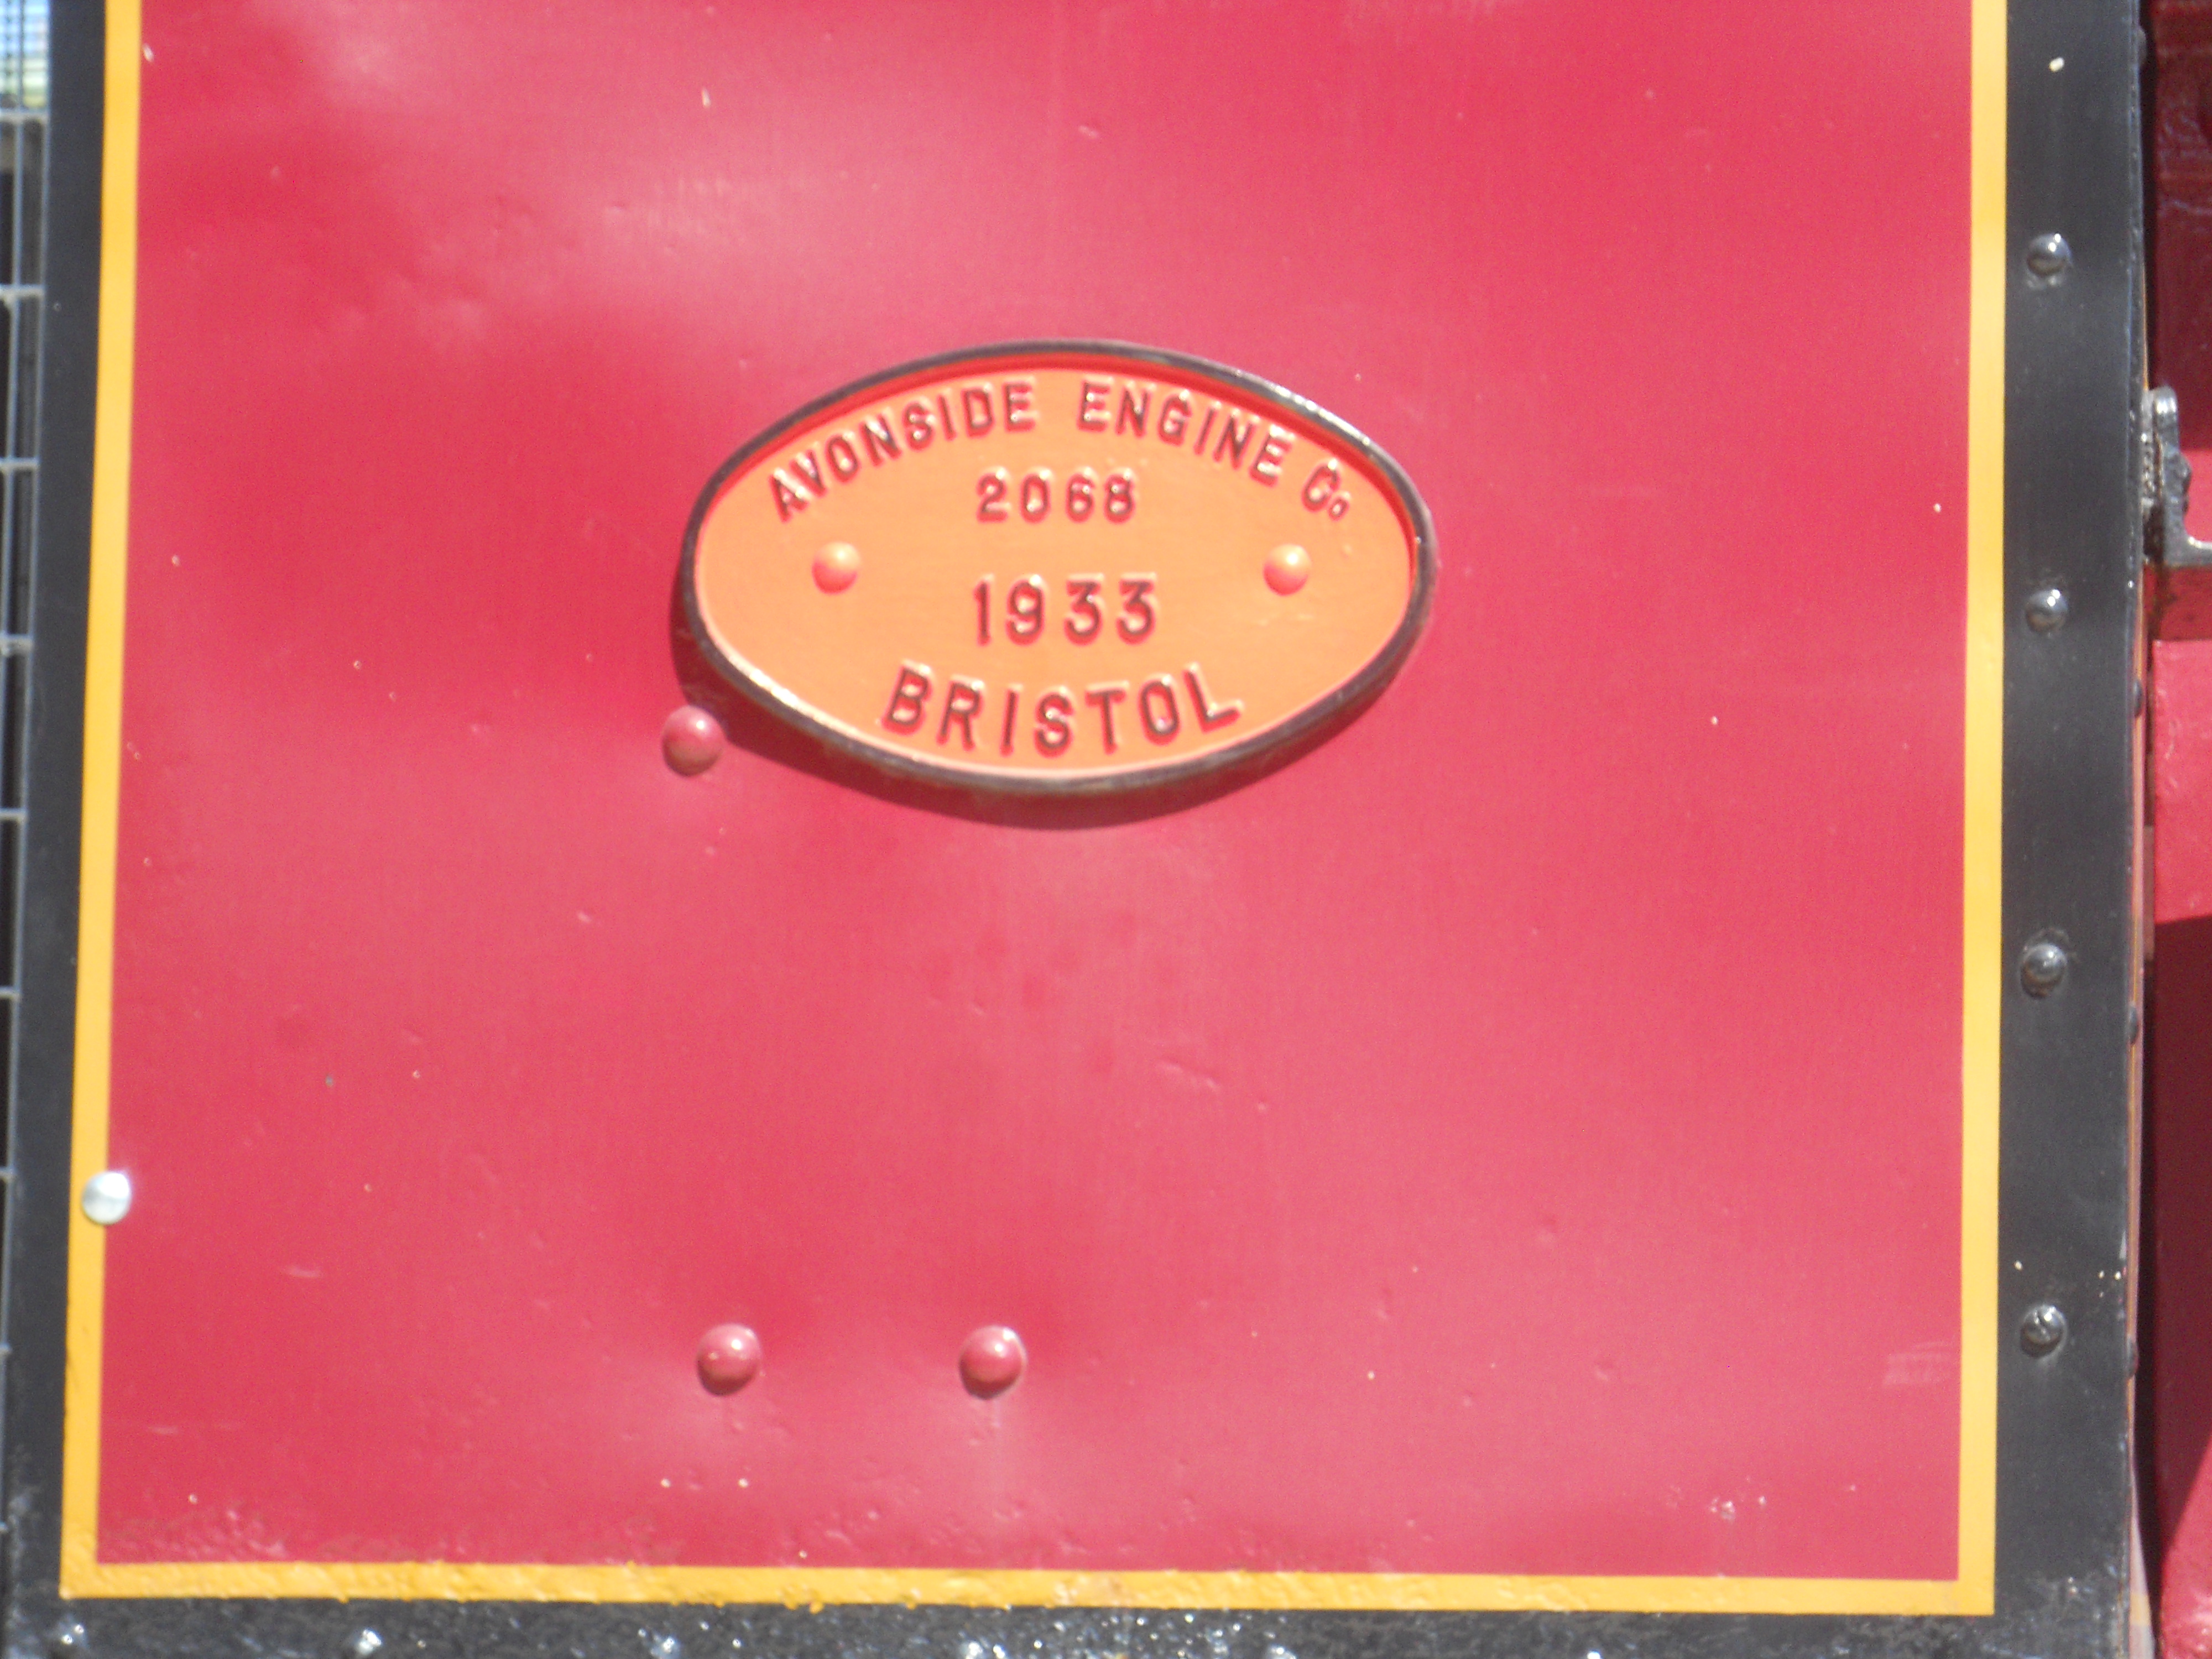 AVONSIDE ENGINE Co
2068
1933
BRISTOL